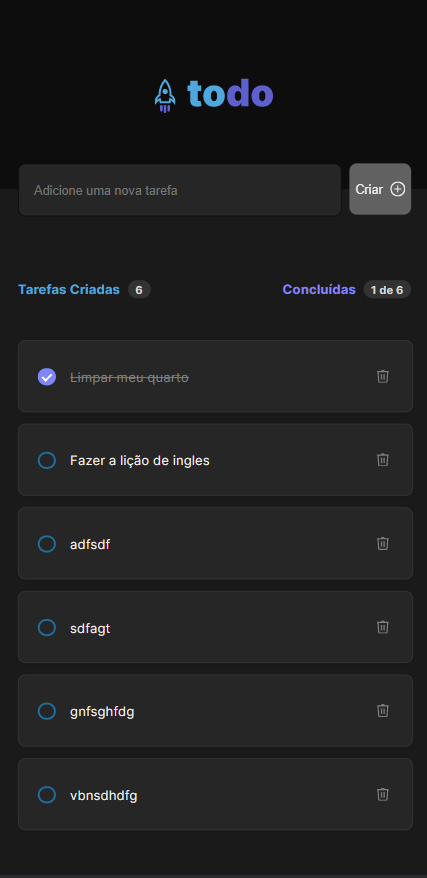 todo
Adicione uma nova tarefa
Criar
Tarefas Criadas 6
Concluídas 1 de 6
Limpar meu quarto
Fazer a lição de ingles
adfsdf
sdfagt
gnfsghfdg
vbnsdhdfg